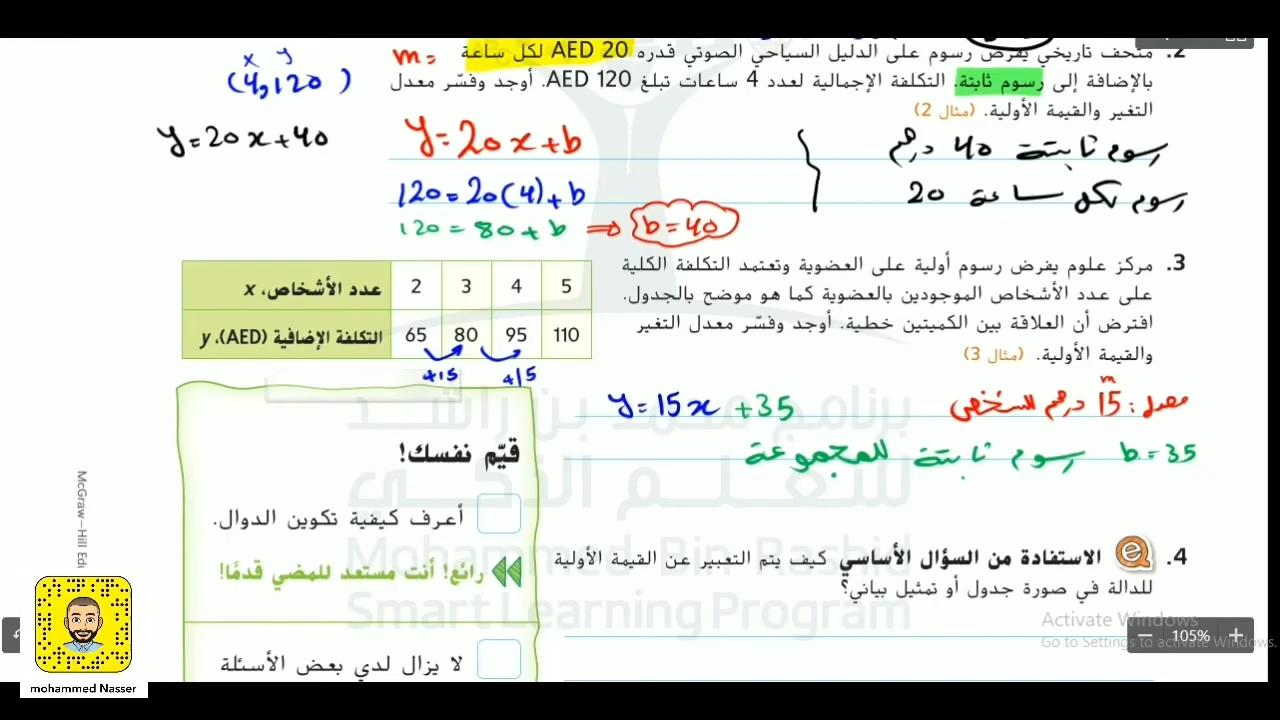 2. متحف تاريخي يفرض رسوم على الدليل السياحي الصوتي قدره AED 20 لكل ساعة
بالإضافة إلى رسوم ثابتة. التكلفة الإجمالية لعدد 4 ساعات تبلغ AED 120. أوجد وفسّر معدل
التغير والقيمة الأولية. (مثال 2)
m =
x y
(4,120)
y=20x+40
y=20x+b
120=20(4)+b
120=80+b ⇒ b=40
رسوم ثابتة 40 درهم
رسوم لكل ساعة 20
3. مركز علوم يفرض رسوم أولية على العضوية وتعتمد التكلفة الكلية
على عدد الأشخاص الموجودين بالعضوية كما هو موضح بالجدول.
افترض أن العلاقة بين الكميتين خطية. أوجد وفسّر معدل التغير
والقيمة الأولية. (مثال 3)
عدد الأشخاص، x 2 3 4 5
التكلفة الإضافية (AED)، y 65 80 95 110
+15 +15
m
معدل: 15 درهم للشخص
y=15x+35
b=35 رسوم ثابتة للمجموعة
برنامج محمد بن راشد
للتعلم الذكي
Mohammed Bin Rashid
Smart Learning Program
قيّم نفسك!
أعرف كيفية تكوين الدوال.
رائع! أنت مستعد للمضي قدمًا!
لا يزال لدي بعض الأسئلة
4. الاستفادة من السؤال الأساسي كيف يتم التعبير عن القيمة الأولية
للدالة في صورة جدول أو تمثيل بياني؟
McGraw-Hill Edu
mohammed Nasser
Activate Windows
Go to Settings to activate Windows.
− 105% +